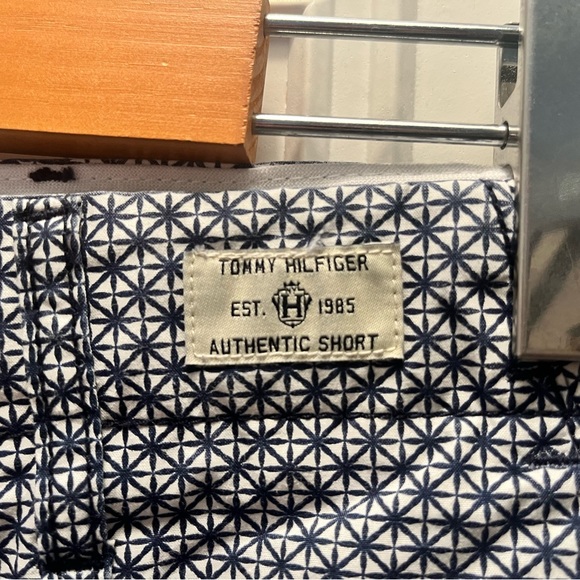 TOMMY HILFIGER
EST. H 1985
AUTHENTIC SHORT